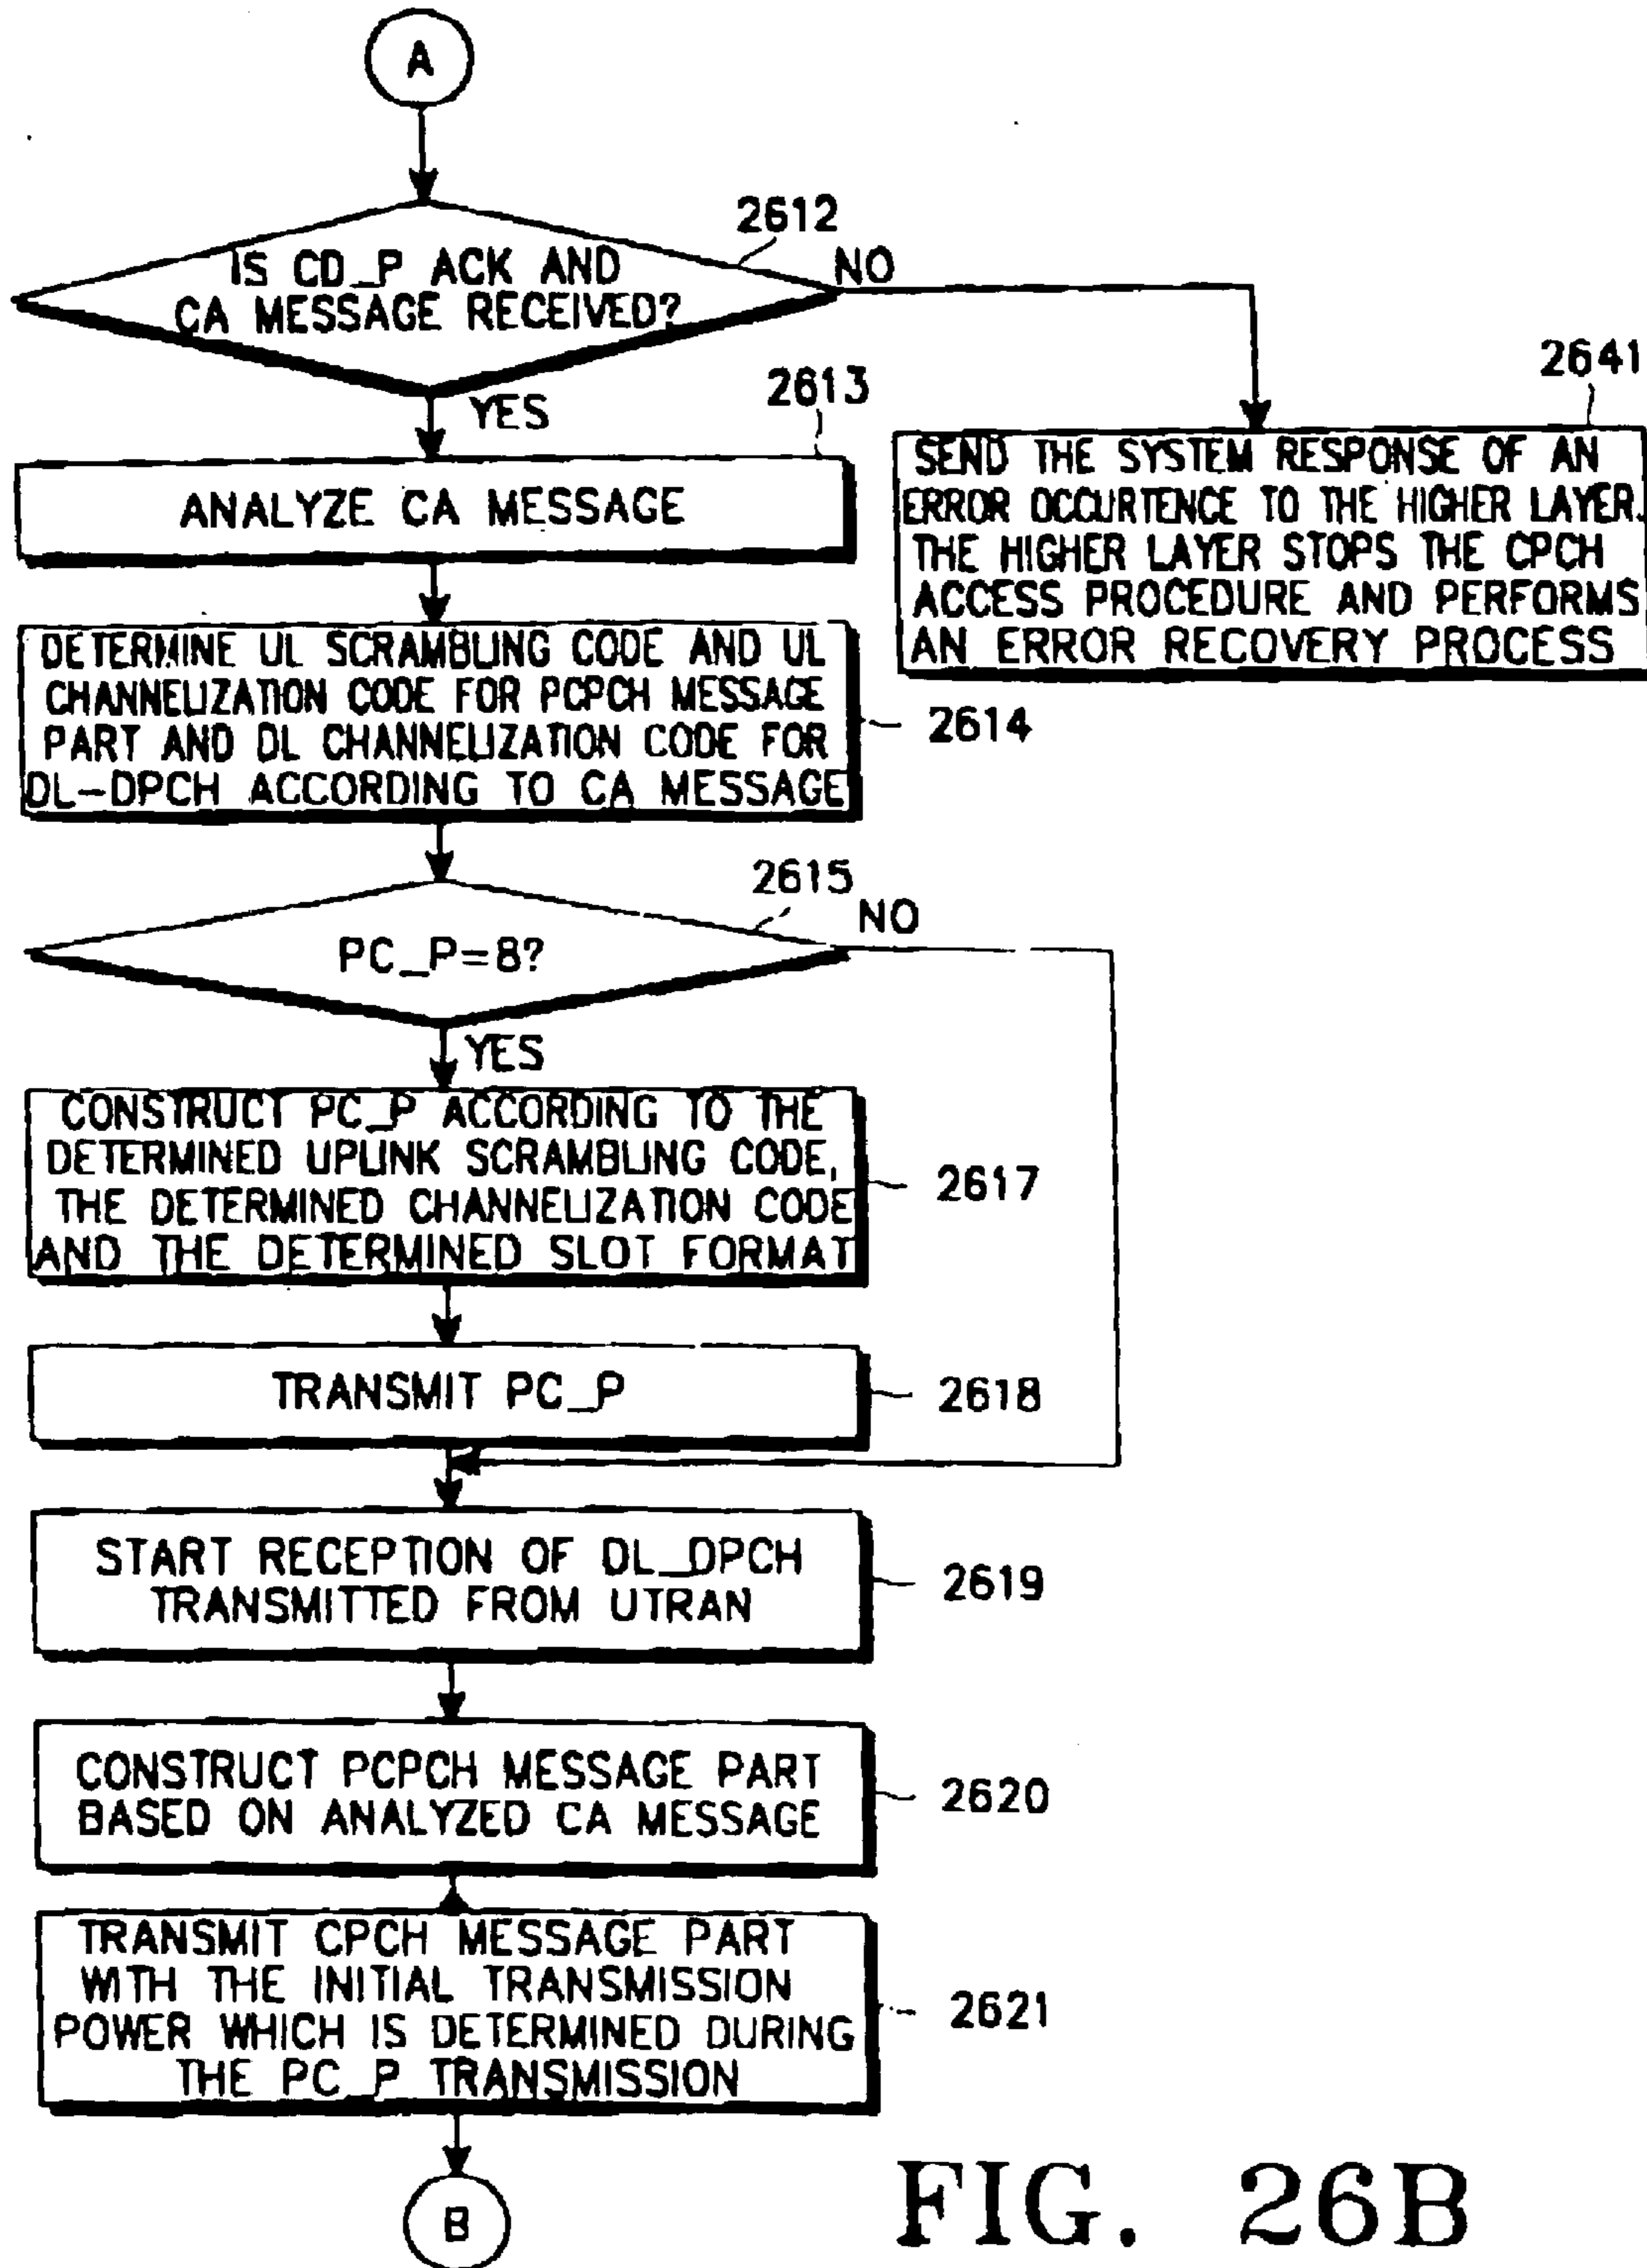 A
2612
IS CD_P ACK AND
CA MESSAGE RECEIVED?
NO
YES
2613
2641
SEND THE SYSTEM RESPONSE OF AN
ERROR OCCURTENCE TO THE HIGHER LAYER.
THE HIGHER LAYER STOPS THE CPCH
ACCESS PROCEDURE AND PERFORMS
AN ERROR RECOVERY PROCESS
ANALYZE CA MESSAGE
DETERMINE UL SCRAMBLING CODE AND UL
CHANNELIZATION CODE FOR PCPCH MESSAGE
PART AND DL CHANNELIZATION CODE FOR
DL-DPCH ACCORDING TO CA MESSAGE
2614
2615
NO
PC_P=8?
YES
CONSTRUCT PC_P ACCORDING TO THE
DETERMINED UPLINK SCRAMBLING CODE,
THE DETERMINED CHANNELIZATION CODE
AND THE DETERMINED SLOT FORMAT
2617
TRANSMIT PC_P
2618
START RECEPTION OF DL_DPCH
TRANSMITTED FROM UTRAN
2619
CONSTRUCT PCPCH MESSAGE PART
BASED ON ANALYZED CA MESSAGE
2620
TRANSMIT CPCH MESSAGE PART
WITH THE INITIAL TRANSMISSION
POWER WHICH IS DETERMINED DURING
THE PC_P TRANSMISSION
2621
B
FIG. 26B